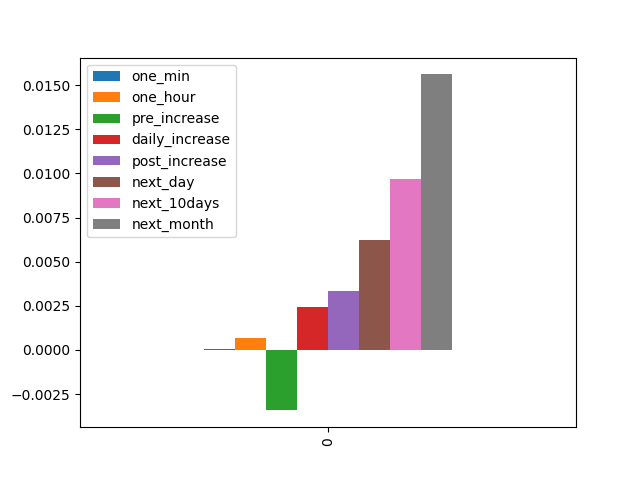 0.0150
0.0125
0.0100
0.0075
0.0050
0.0025
0.0000
−0.0025
one_min
one_hour
pre_increase
daily_increase
post_increase
next_day
next_10days
next_month
0